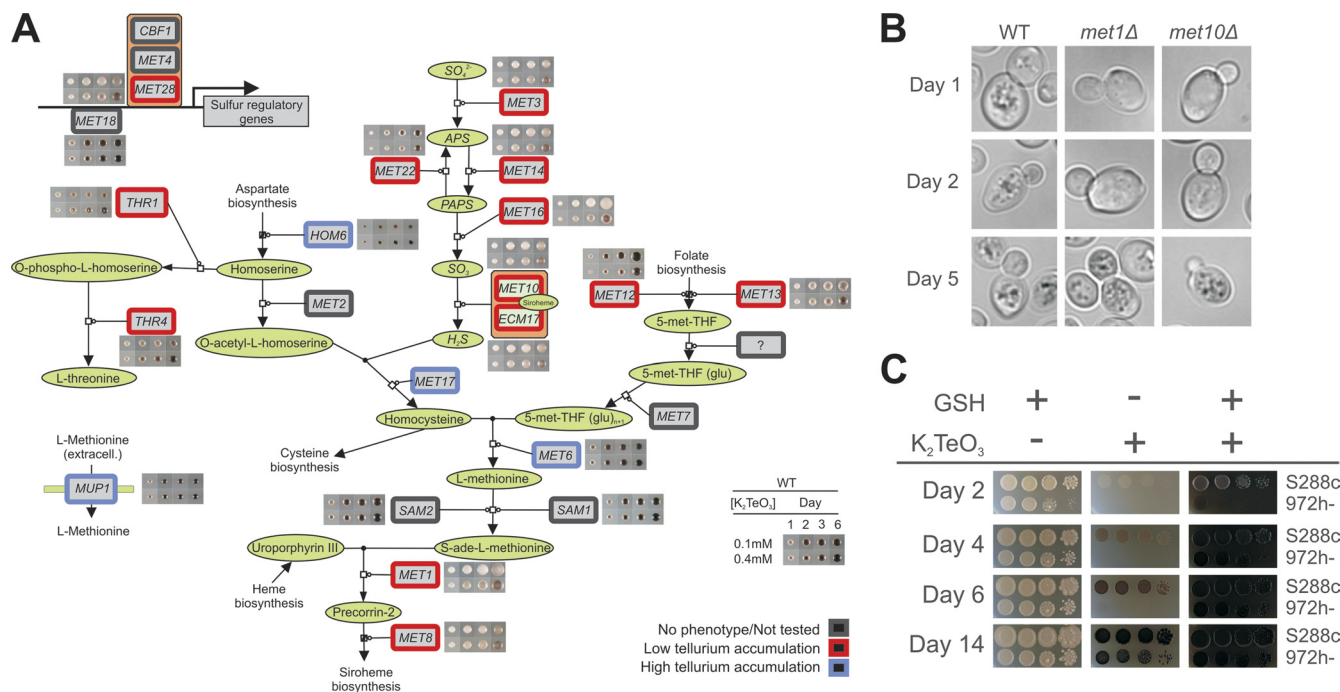 A
CBF1
MET4
MET28
MET18
Sulfur regulatory
genes
SO₄²⁻
MET3
APS
MET22
MET14
PAPS
MET16
SO₃
MET10
Siroheme
ECM17
H₂S
THR1
Aspartate
biosynthesis
HOM6
O-phospho-L-homoserine
Homoserine
MET2
THR4
O-acetyl-L-homoserine
L-threonine
MET17
Folate
biosynthesis
MET12
MET13
5-met-THF
?
5-met-THF (glu)
MET7
Homocysteine
5-met-THF (glu)n+1
Cysteine
biosynthesis
MET6
L-methionine
L-Methionine
(extracell.)
MUP1
L-Methionine
SAM2
SAM1
Uroporphyrin III
S-ade-L-methionine
Heme
biosynthesis
MET1
Precorrin-2
MET8
Siroheme
biosynthesis
WT
[K₂TeO₃] Day
1 2 3 6
0.1mM
0.4mM
No phenotype/Not tested
Low tellurium accumulation
High tellurium accumulation
B
WT met1Δ met10Δ
Day 1
Day 2
Day 5
C
GSH + - +
K₂TeO₃ - + +
Day 2 S288c
972h-
Day 4 S288c
972h-
Day 6 S288c
972h-
Day 14 S288c
972h-